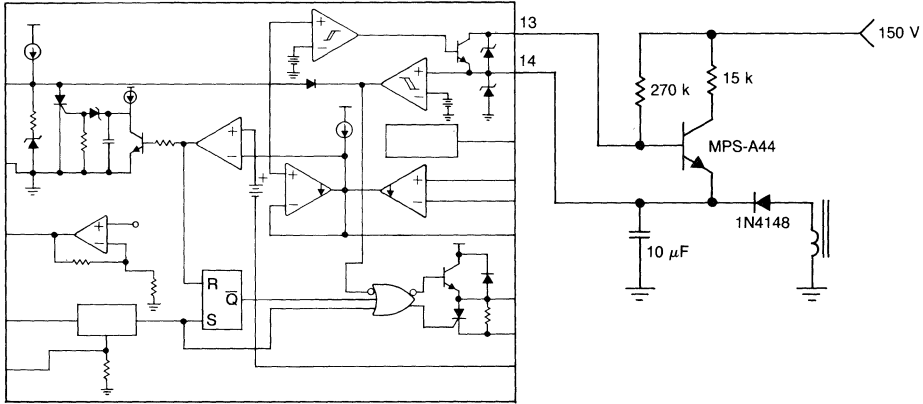 13
150 V
14
270 k
15 k
MPS-A44
1N4148
10 μF
+
−
+
−
+
−
+
+
−
+
−
+
−
+
−
R
Q̅
S